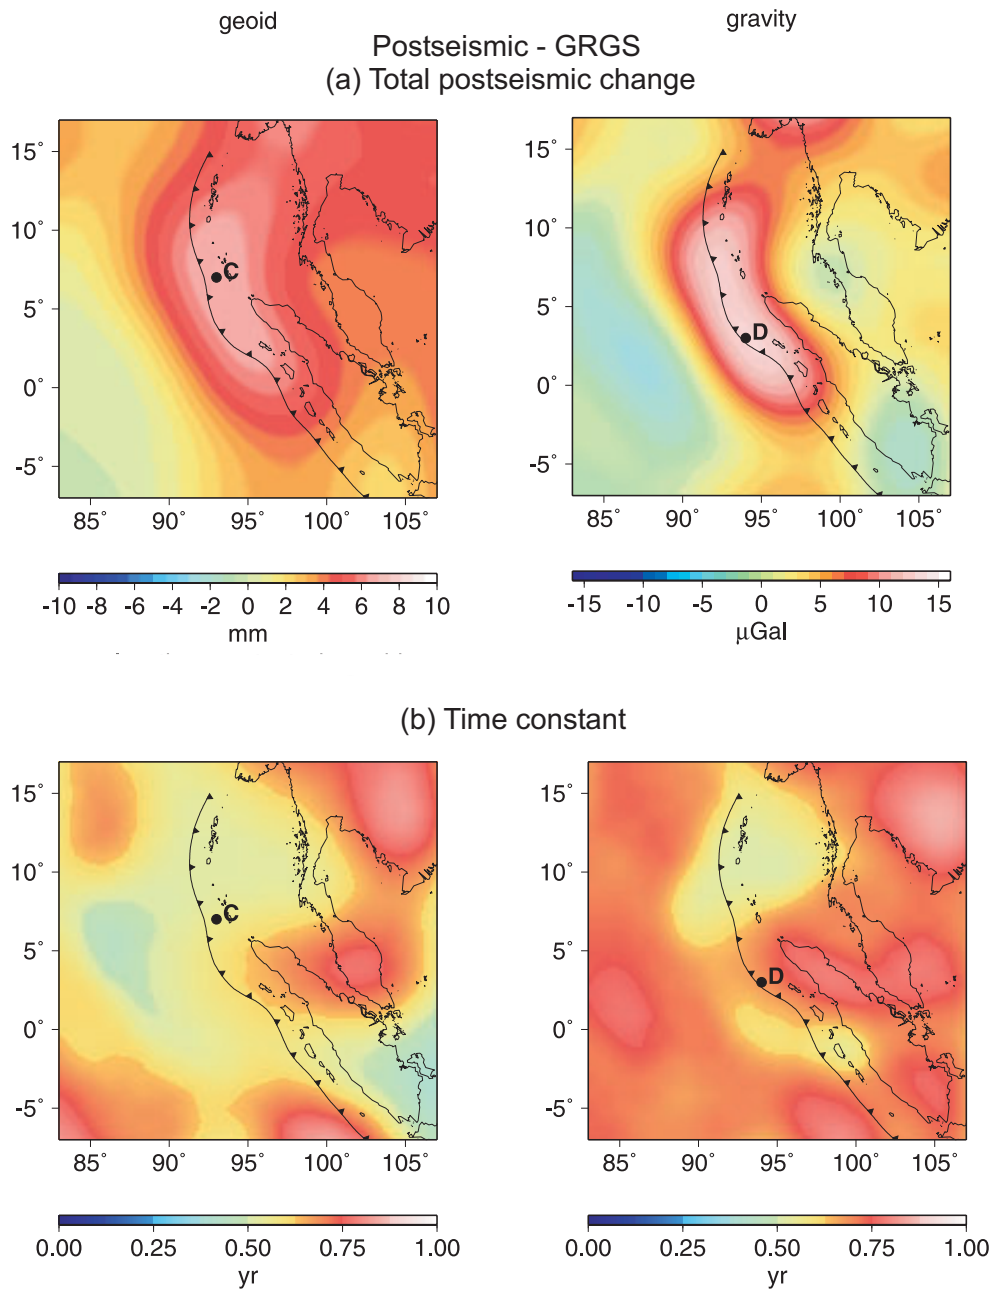 geoid gravity
Postseismic - GRGS
(a) Total postseismic change
15° 15°
10° 10°
C
5° 5°
D
0° 0°
-5° -5°
85° 90° 95° 100° 105° 85° 90° 95° 100° 105°
-10 -8 -6 -4 -2 0 2 4 6 8 10 -15 -10 -5 0 5 10 15
mm μGal
(b) Time constant
15° 15°
10° 10°
C
5° 5°
D
0° 0°
-5° -5°
85° 90° 95° 100° 105° 85° 90° 95° 100° 105°
0.00 0.25 0.50 0.75 1.00 0.00 0.25 0.50 0.75 1.00
yr yr